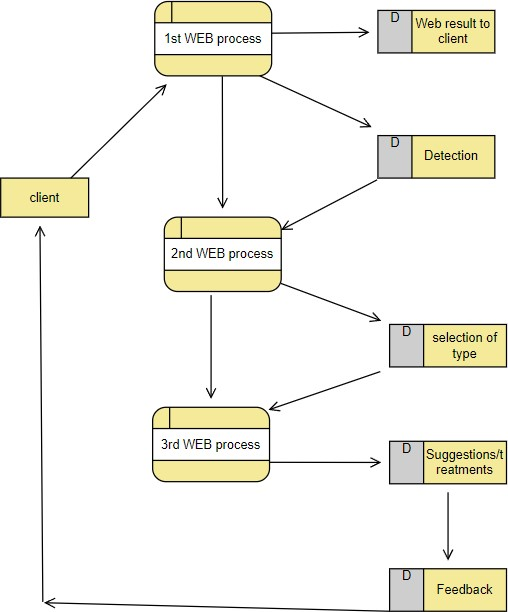 1st WEB process
D
Web result to
client
D
Detection
client
2nd WEB process
D
selection of
type
3rd WEB process
D
Suggestions/t
reatments
D
Feedback